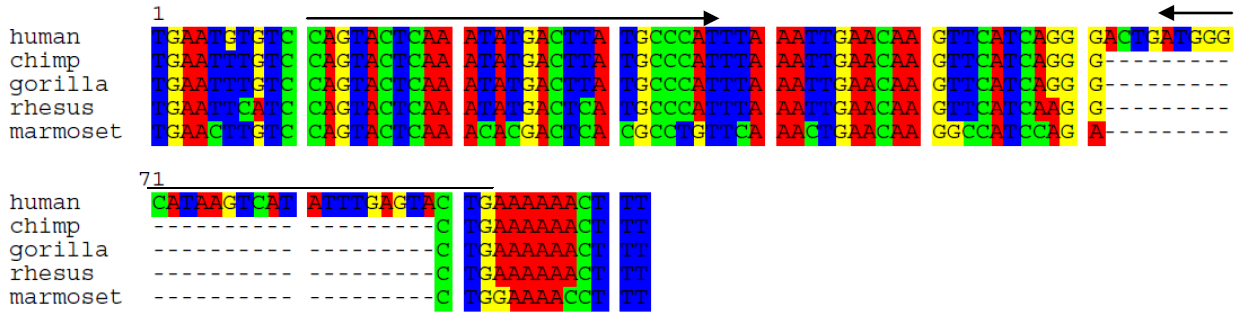 1
human TGAATGTGTC CAGTACTCAA ATATGACTTA TGCCCATTTA AATTGAACAA GTTCATCAGG GACTGATGGG
chimp TGAATTTGTC CAGTACTCAA ATATGACTTA TGCCCATTTA AATTGAACAA GTTCATCAGG G---------
gorilla TGAATTTGTC CAGTACTCAA ATATGACTTA TGCCCATTTA AATTGAACAA GTTCATCAGG G---------
rhesus TGAATTCATC CAGTACTCAA ATATGACTCA TGCCCATTTA AATTGAACAA GTTCATCAAG G---------
marmoset TGAACTTGTC CAGTACTCAA ACACGACTCA CGCCTGTTCA AACTGAACAA GGCCATCCAG A---------
71
human CATAAGTCAT ATTTGAGTAC TGAAAAAACT TT
chimp ---------- ---------C TGAAAAAACT TT
gorilla ---------- ---------C TGAAAAAACT TT
rhesus ---------- ---------C TGAAAAAACT TT
marmoset ---------- ---------C TGGAAAACCT TT